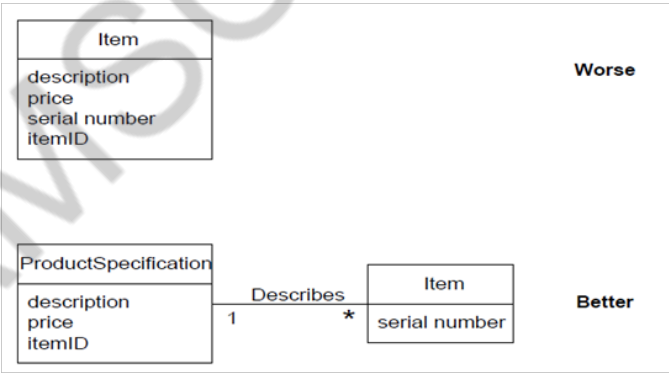 Item
description
price
serial number
itemID
Worse
ProductSpecification
description
price
itemID
Describes
1
*
Item
serial number
Better